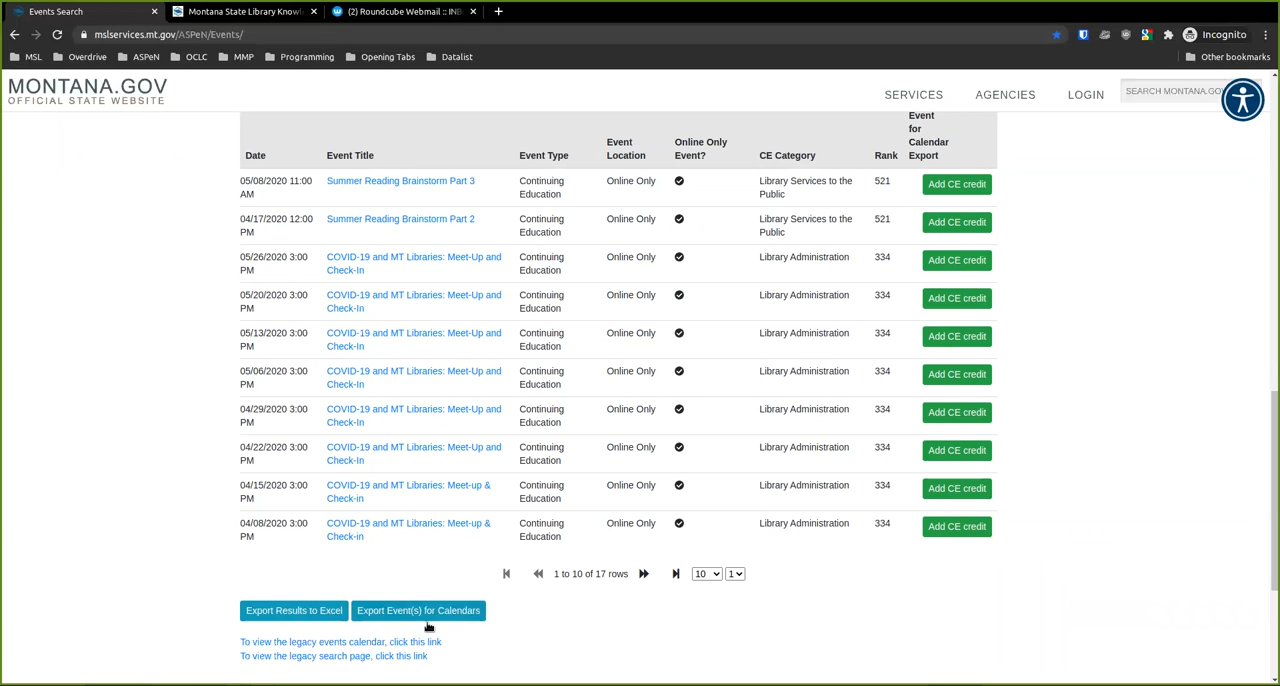 Events Search
Montana State Library Knowl
(2) Roundcube Webmail :: INB
mslservices.mt.gov/ASPeN/Events/
Incognito
MSL Overdrive ASPeN OCLC MMP Programming Opening Tabs Datalist Other bookmarks
MONTANA.GOV
OFFICIAL STATE WEBSITE
SERVICES AGENCIES LOGIN SEARCH MONTANA.GOV
Date Event Title Event Type Event Location Online Only Event? CE Category Rank Event for Calendar Export
05/08/2020 11:00 AM Summer Reading Brainstorm Part 3 Continuing Education Online Only Library Services to the Public 521 Add CE credit
04/17/2020 12:00 PM Summer Reading Brainstorm Part 2 Continuing Education Online Only Library Services to the Public 521 Add CE credit
05/26/2020 3:00 PM COVID-19 and MT Libraries: Meet-Up and Check-In Continuing Education Online Only Library Administration 334 Add CE credit
05/20/2020 3:00 PM COVID-19 and MT Libraries: Meet-Up and Check-In Continuing Education Online Only Library Administration 334 Add CE credit
05/13/2020 3:00 PM COVID-19 and MT Libraries: Meet-Up and Check-In Continuing Education Online Only Library Administration 334 Add CE credit
05/06/2020 3:00 PM COVID-19 and MT Libraries: Meet-Up and Check-In Continuing Education Online Only Library Administration 334 Add CE credit
04/29/2020 3:00 PM COVID-19 and MT Libraries: Meet-Up and Check-In Continuing Education Online Only Library Administration 334 Add CE credit
04/22/2020 3:00 PM COVID-19 and MT Libraries: Meet-Up and Check-In Continuing Education Online Only Library Administration 334 Add CE credit
04/15/2020 3:00 PM COVID-19 and MT Libraries: Meet-up & Check-in Continuing Education Online Only Library Administration 334 Add CE credit
04/08/2020 3:00 PM COVID-19 and MT Libraries: Meet-up & Check-in Continuing Education Online Only Library Administration 334 Add CE credit
1 to 10 of 17 rows 10 1
Export Results to Excel Export Event(s) for Calendars
To view the legacy events calendar, click this link
To view the legacy search page, click this link